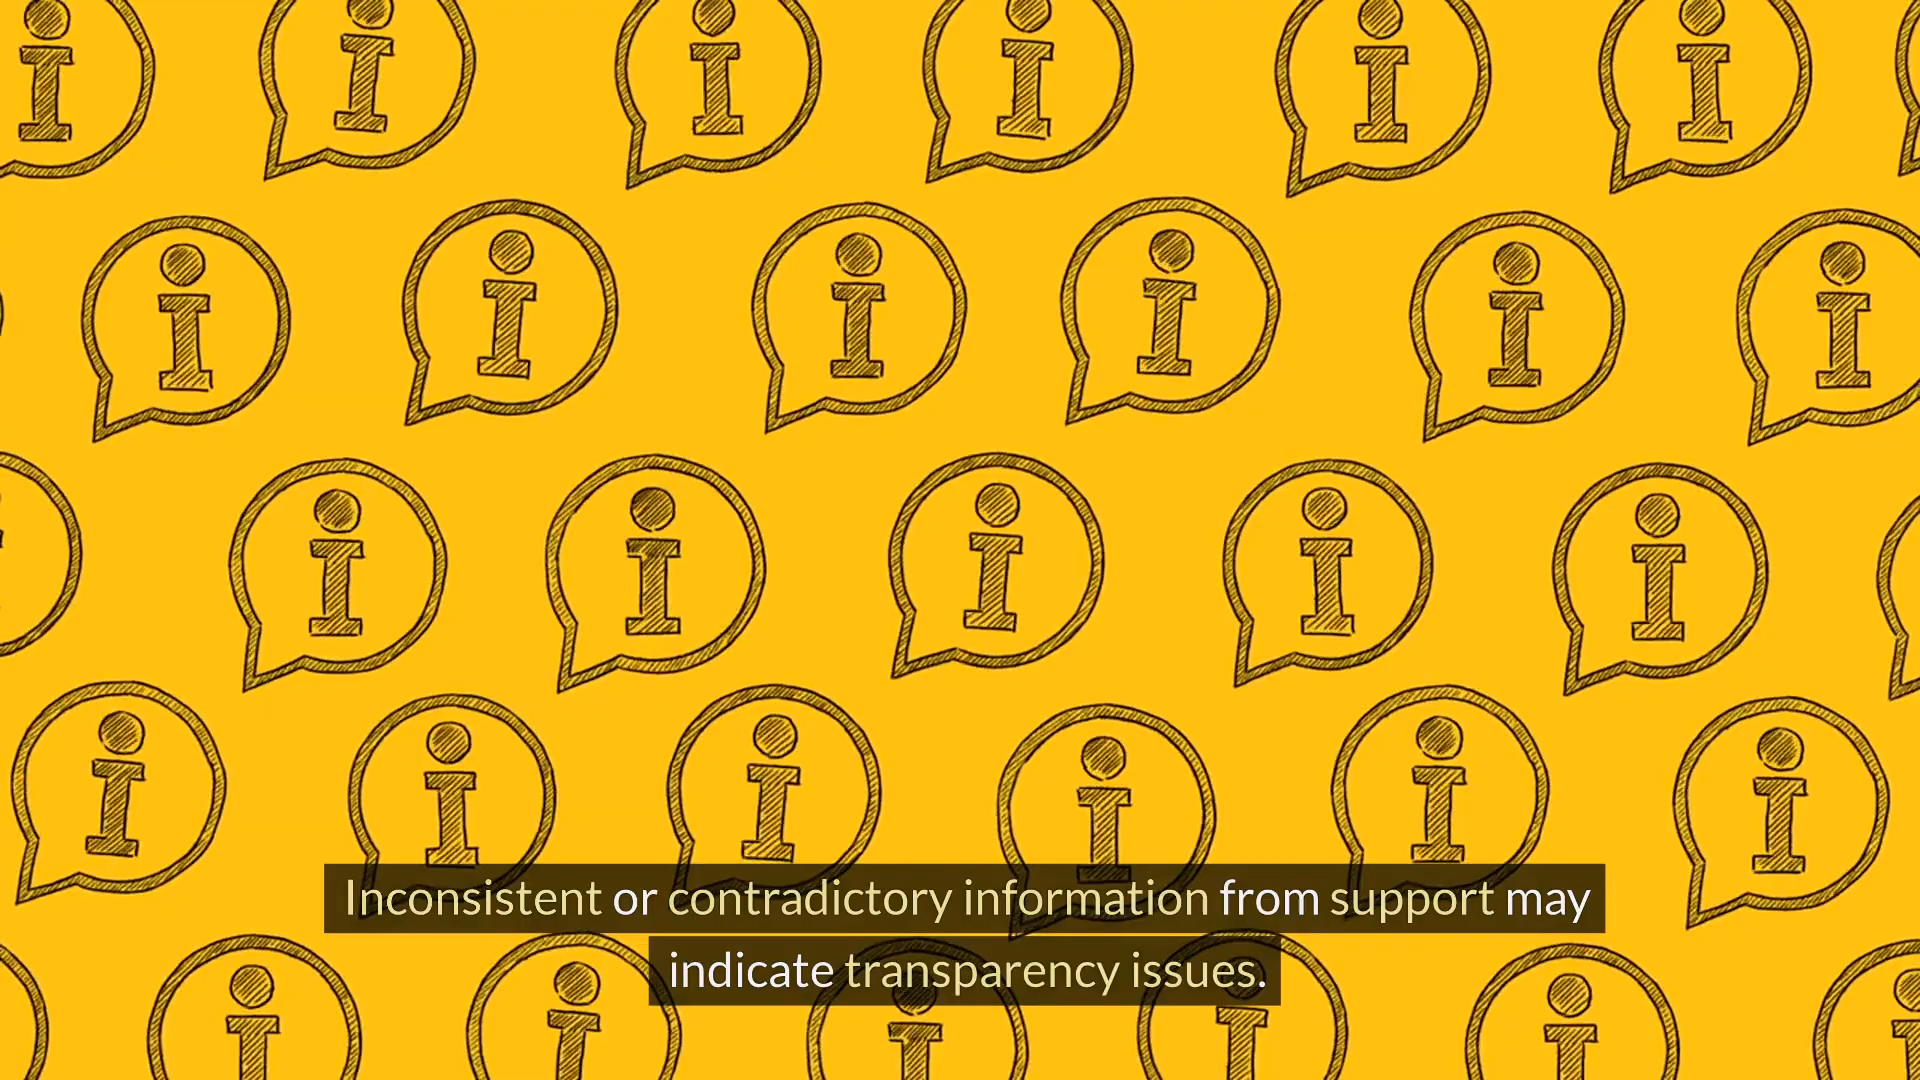 Inconsistent or contradictory information from support may
indicate transparency issues.